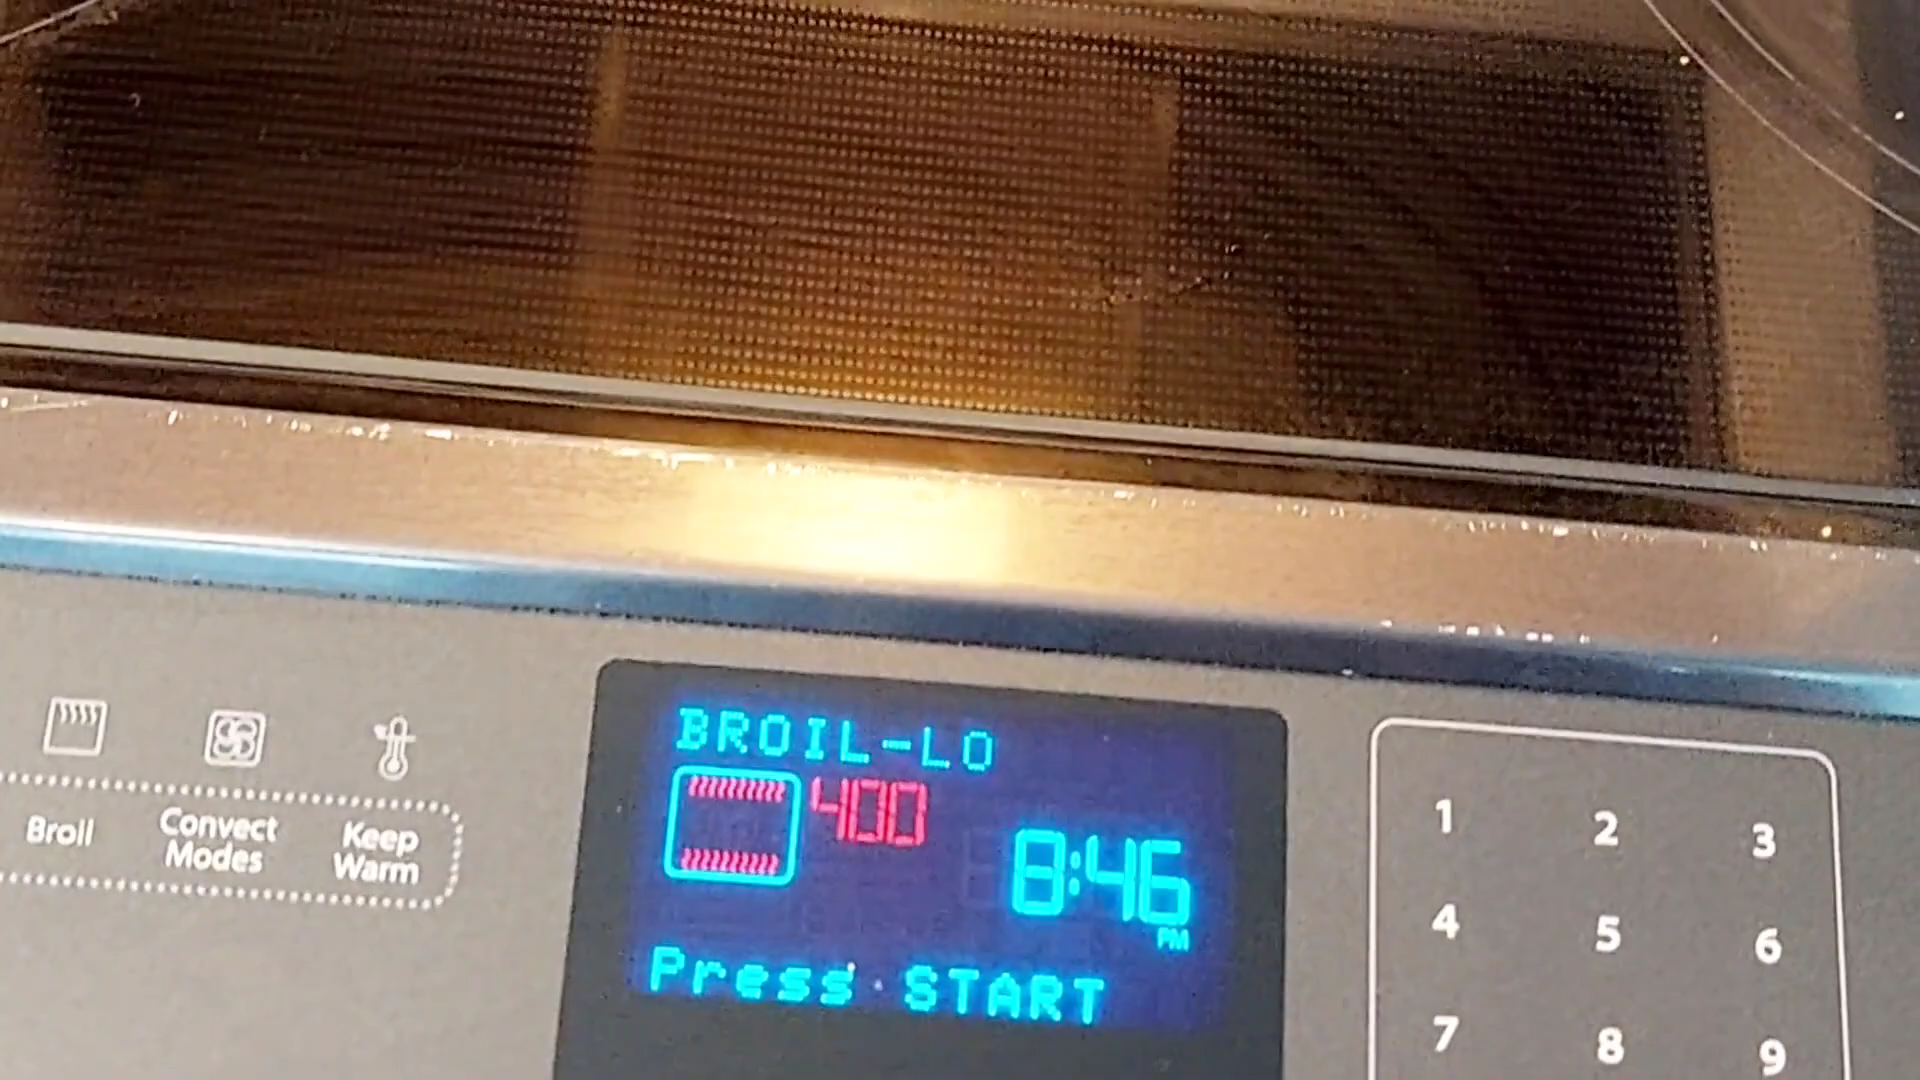 BROIL-LO
400
8:46
PM
Press START
Broil
Convect
Modes
Keep
Warm
1 2 3
4 5 6
7 8 9